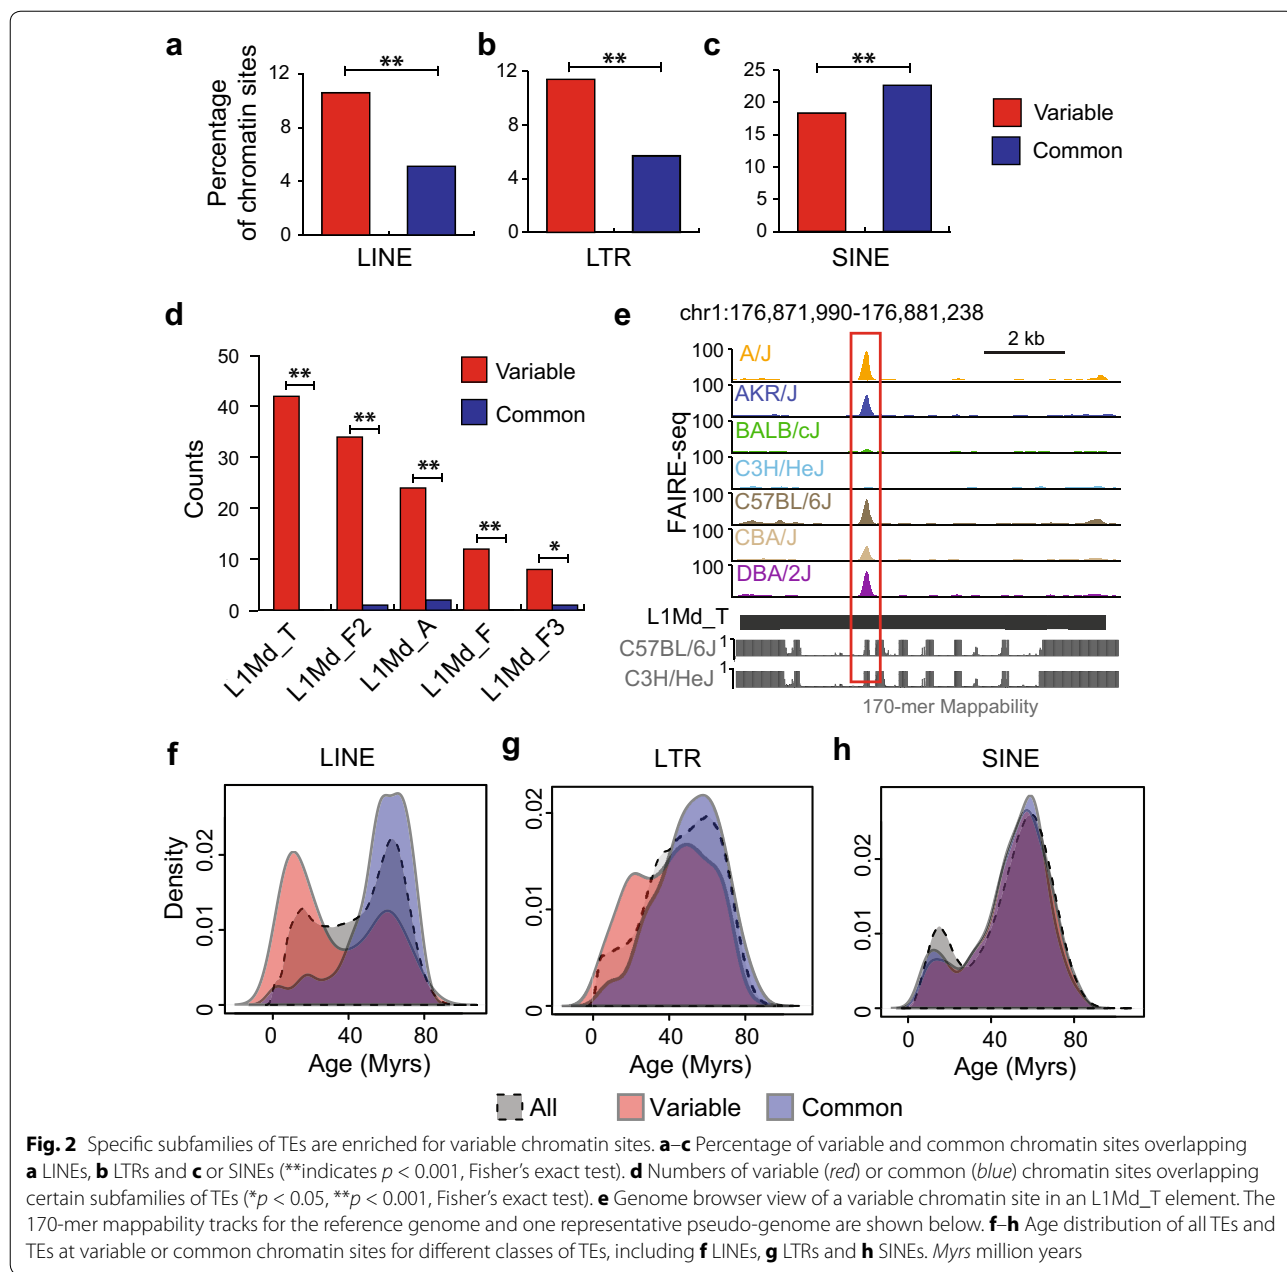 a
b
c
Percentage
of chromatin sites
12
8
4
0
**
LINE
12
8
4
0
**
LTR
25
20
15
10
5
0
**
SINE
Variable
Common
d
Counts
50
40
30
20
10
0
**
**
**
**
*
Variable
Common
L1Md_T
L1Md_F2
L1Md_A
L1Md_F
L1Md_F3
e
chr1:176,871,990-176,881,238
2 kb
FAIRE-seq
100
A/J
100
AKR/J
100
BALB/cJ
100
C3H/HeJ
100
C57BL/6J
100
CBA/J
100
DBA/2J
L1Md_T
C57BL/6J 1
C3H/HeJ 1
170-mer Mappability
f
LINE
Density
0.02
0.01
0
0 40 80
Age (Myrs)
g
LTR
0.02
0.01
0
0 40 80
Age (Myrs)
h
SINE
0.02
0.01
0
0 40 80
Age (Myrs)
All
Variable
Common
Fig. 2 Specific subfamilies of TEs are enriched for variable chromatin sites. a–c Percentage of variable and common chromatin sites overlapping
a LINEs, b LTRs and c or SINEs (**indicates p < 0.001, Fisher's exact test). d Numbers of variable (red) or common (blue) chromatin sites overlapping
certain subfamilies of TEs (*p < 0.05, **p < 0.001, Fisher's exact test). e Genome browser view of a variable chromatin site in an L1Md_T element. The
170-mer mappability tracks for the reference genome and one representative pseudo-genome are shown below. f–h Age distribution of all TEs and
TEs at variable or common chromatin sites for different classes of TEs, including f LINEs, g LTRs and h SINEs. Myrs million years